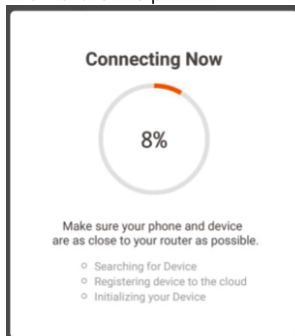 Connecting Now
8%
Make sure your phone and device
are as close to your router as possible.
Searching for Device
Registering device to the cloud
Initializing your Device